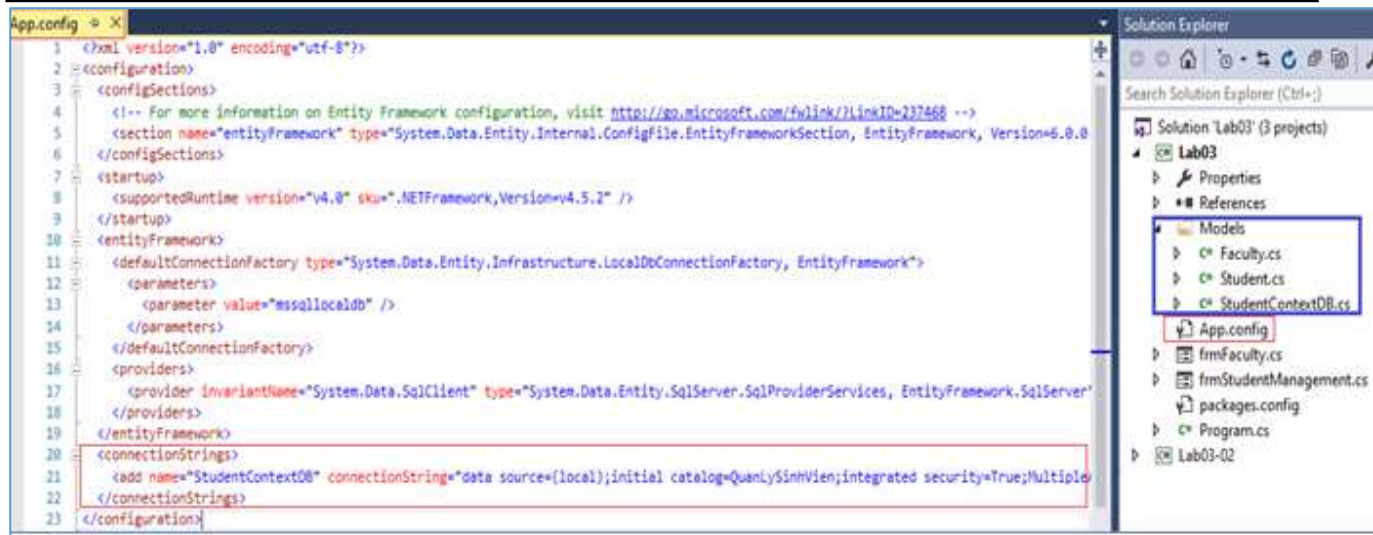 App.config
1 <?xml version="1.0" encoding="utf-8"?>
2 <configuration>
3 <configSections>
4 <!-- For more information on Entity Framework configuration, visit http://go.microsoft.com/fwlink/?LinkID=237468 -->
5 <section name="entityFramework" type="System.Data.Entity.Internal.ConfigFile.EntityFrameworkSection, EntityFramework, Version=6.0.0
6 </configSections>
7 <startup>
8 <supportedRuntime version="v4.0" sku=".NETFramework,Version=v4.5.2" />
9 </startup>
10 <entityFramework>
11 <defaultConnectionFactory type="System.Data.Entity.Infrastructure.LocalDbConnectionFactory, EntityFramework">
12 <parameters>
13 <parameter value="mssqllocaldb" />
14 </parameters>
15 </defaultConnectionFactory>
16 <providers>
17 <provider invariantName="System.Data.SqlClient" type="System.Data.Entity.SqlServer.SqlProviderServices, EntityFramework.SqlServer"
18 </providers>
19 </entityFramework>
20 <connectionStrings>
21 <add name="StudentContextDB" connectionString="data source=(local);initial catalog=QuanLySinhVien;integrated security=True;Multiple
22 </connectionStrings>
23 </configuration>
Solution Explorer
Search Solution Explorer (Ctrl+;)
Solution 'Lab03' (3 projects)
C# Lab03
Properties
References
Models
C# Faculty.cs
C# Student.cs
C# StudentContextDB.cs
App.config
frmFaculty.cs
frmStudentManagement.cs
packages.config
C# Program.cs
C# Lab03-02